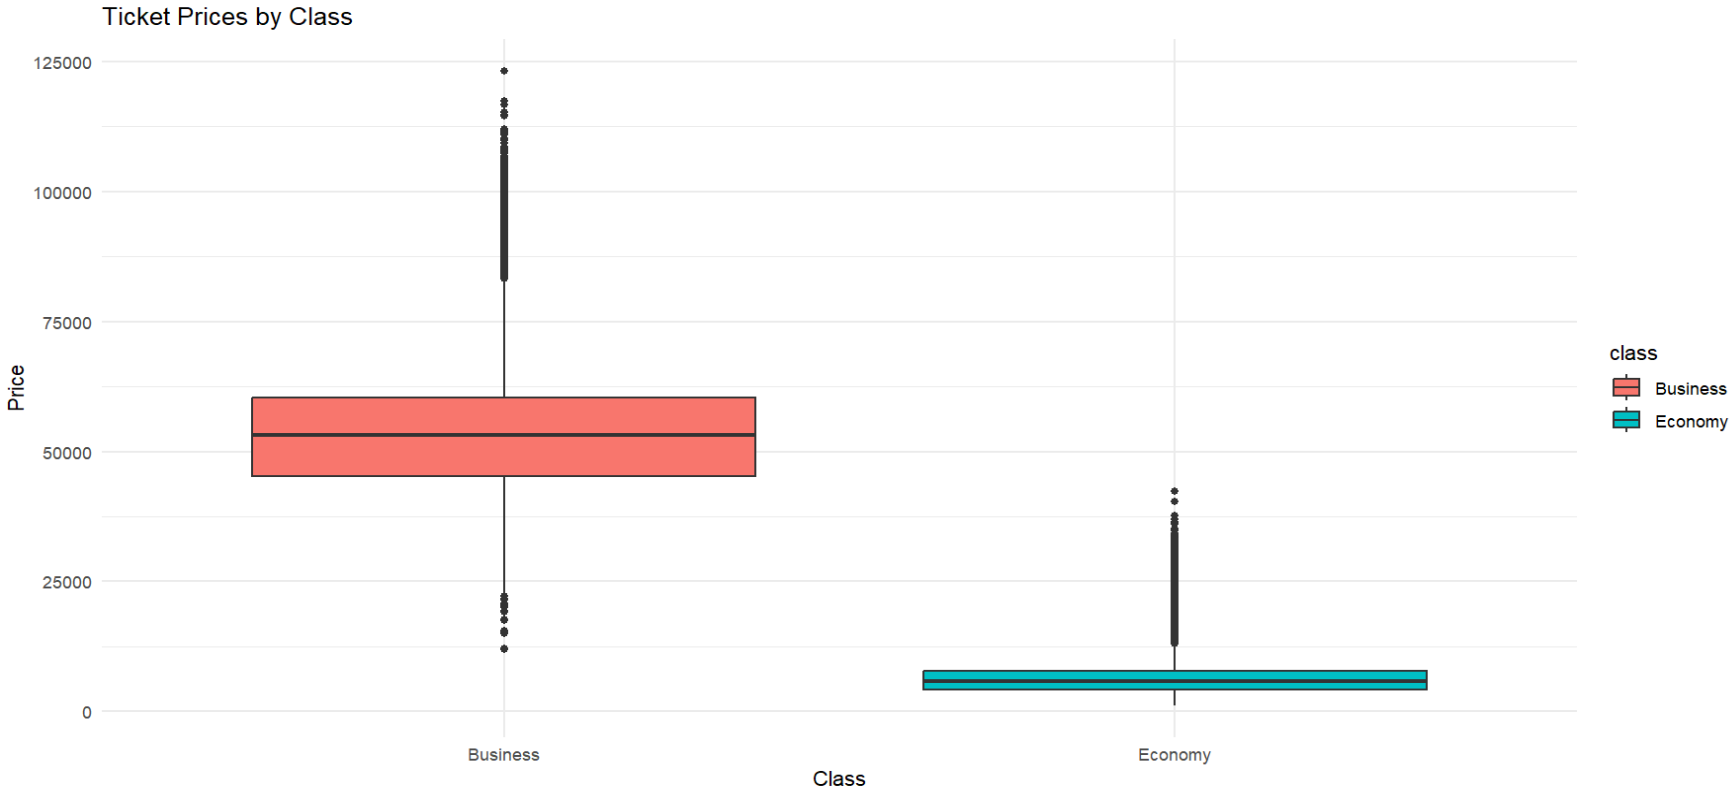 Ticket Prices by Class
125000
100000
75000
50000
25000
0
Price
Business
Economy
Class
class
Business
Economy